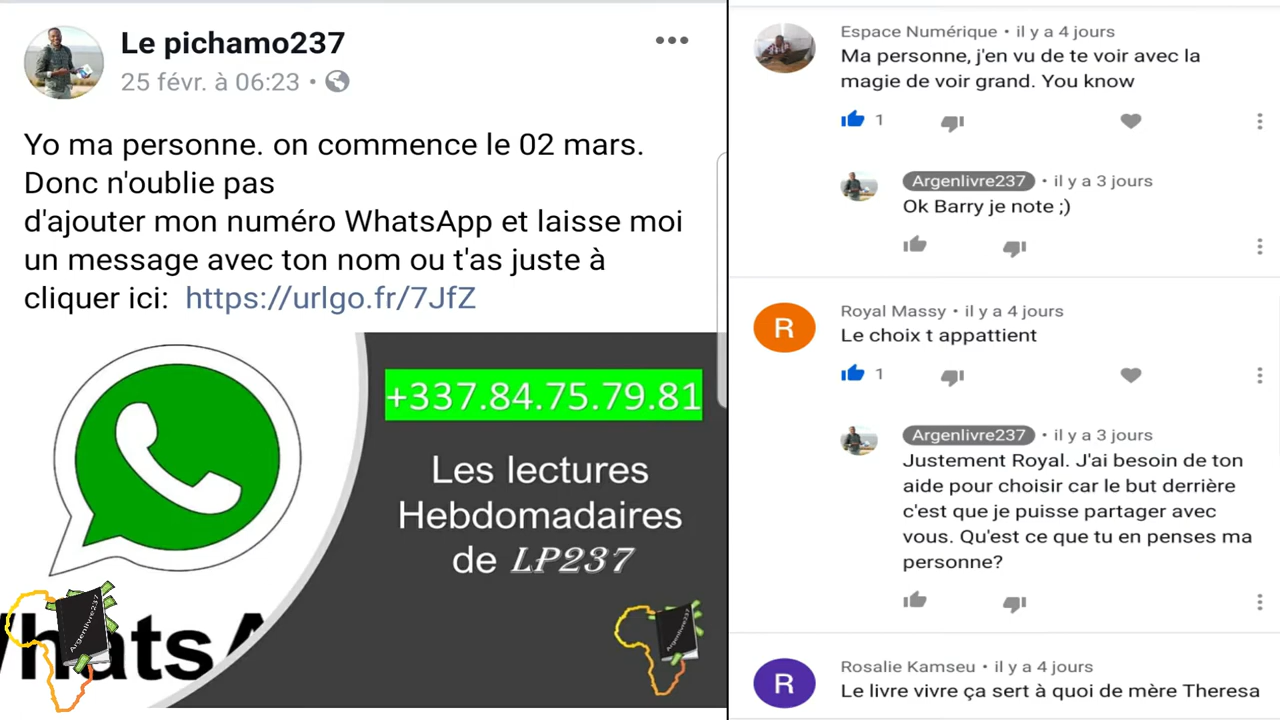 Le pichamo237
25 févr. à 06:23 •
Yo ma personne. on commence le 02 mars.
Donc n'oublie pas
d'ajouter mon numéro WhatsApp et laisse moi
un message avec ton nom ou t'as juste à
cliquer ici: https://urlgo.fr/7JfZ
+337.84.75.79.81
Les lectures
Hebdomadaires
de LP237
WhatsA
Argenlivre237
Argenlivre237
Espace Numérique • il y a 4 jours
Ma personne, j'en vu de te voir avec la
magie de voir grand. You know
1
Argenlivre237 • il y a 3 jours
Ok Barry je note ;)
R
Royal Massy • il y a 4 jours
Le choix t appattient
1
Argenlivre237 • il y a 3 jours
Justement Royal. J'ai besoin de ton
aide pour choisir car le but derrière
c'est que je puisse partager avec
vous. Qu'est ce que tu en penses ma
personne?
R
Rosalie Kamseu • il y a 4 jours
Le livre vivre ça sert à quoi de mère Theresa